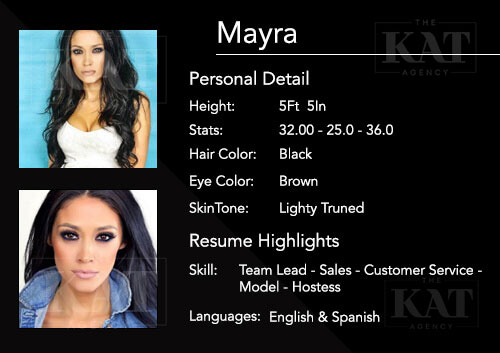 Mayra
THE
KAT
AGENCY
Personal Detail
Height: 5Ft 5In
Stats: 32.00 - 25.0 - 36.0
Hair Color: Black
Eye Color: Brown
SkinTone: Lighty Truned
Resume Highlights
Skill: Team Lead - Sales - Customer Service -
Model - Hostess
Languages: English & Spanish
THE
KAT
AGENCY